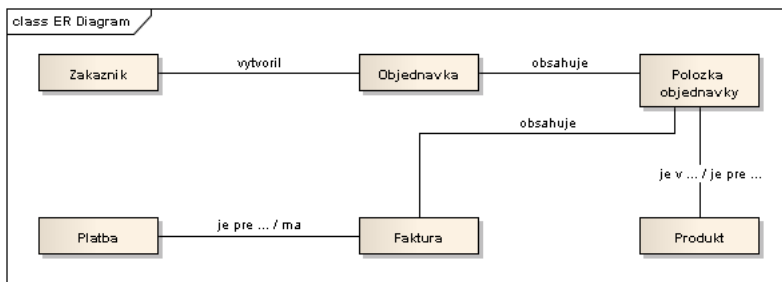 class ER Diagram
Zakaznik
vytvoril
Objednavka
obsahuje
Polozka
objednavky
obsahuje
je v ... / je pre ...
Platba
je pre ... / ma
Faktura
Produkt